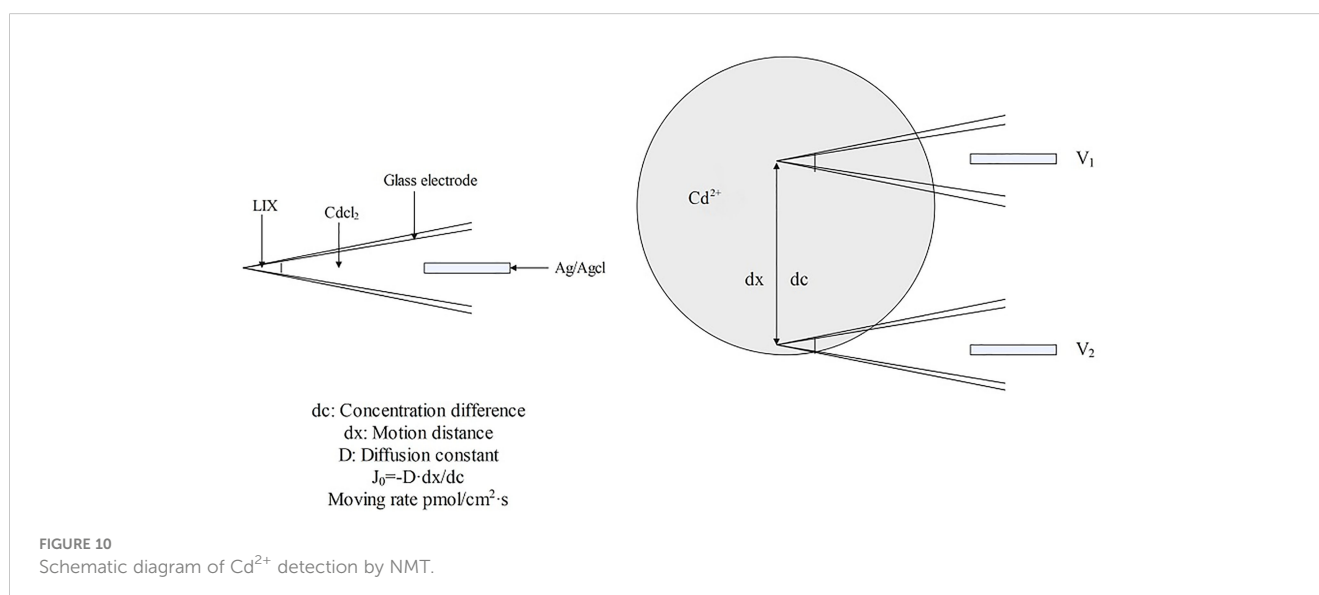 Glass electrode
LIX
Cdcl₂
Ag/Agcl
Cd²⁺
dx
dc
V₁
V₂
dc: Concentration difference
dx: Motion distance
D: Diffusion constant
J₀=-D·dx/dc
Moving rate pmol/cm²·s
FIGURE 10
Schematic diagram of Cd²⁺ detection by NMT.